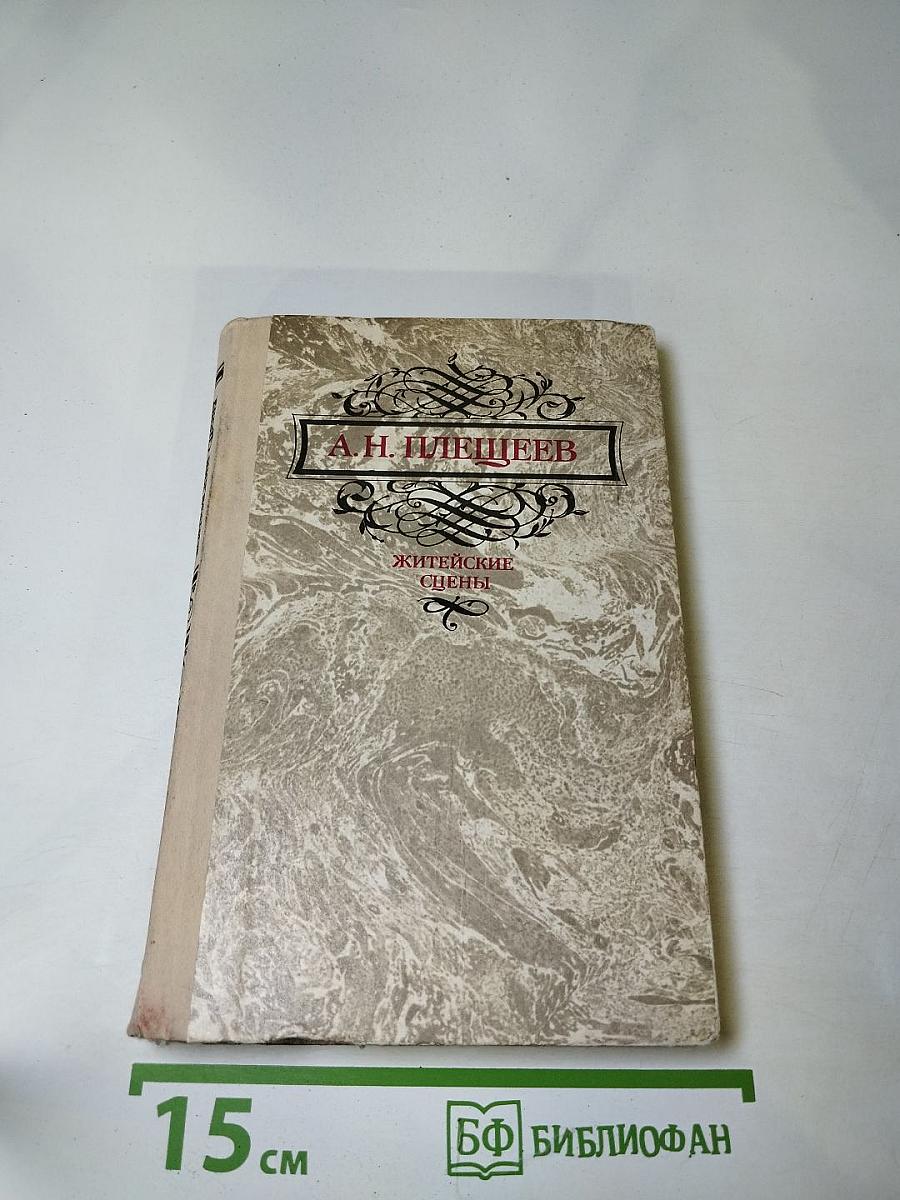 А. Н. ПЛЕЩЕЕВ
ЖИТЕЙСКИЕ
СЦЕНЫ
15 см
БФ БИБЛИОФАН